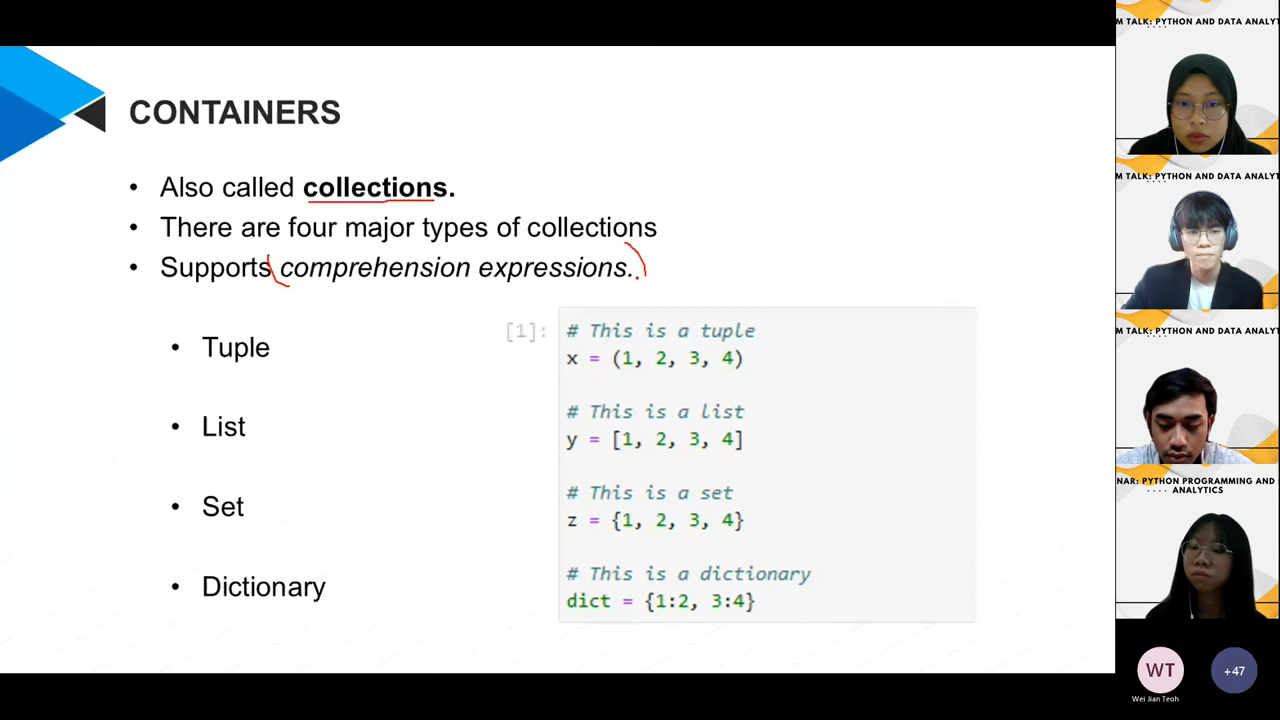 CONTAINERS
• Also called collections.
• There are four major types of collections
• Supports comprehension expressions.
• Tuple
• List
• Set
• Dictionary
[1]:
# This is a tuple
x = (1, 2, 3, 4)
# This is a list
y = [1, 2, 3, 4]
# This is a set
z = {1, 2, 3, 4}
# This is a dictionary
dict = {1:2, 3:4}
M TALK: PYTHON AND DATA ANALYT
M TALK: PYTHON AND DATA ANALYT
M TALK: PYTHON AND DATA ANALYT
NAR: PYTHON PROGRAMMING AND
ANALYTICS
WT
+47
Wei Jian Teoh